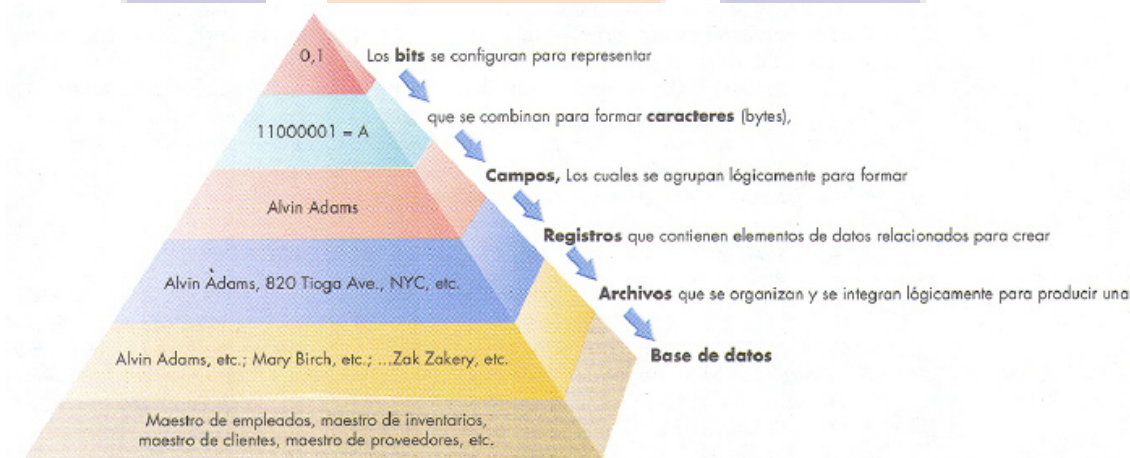 0,1
Los bits se configuran para representar
11000001 = A
que se combinan para formar caracteres (bytes),
Alvin Adams
Campos, Los cuales se agrupan lógicamente para formar
Alvin Àdams, 820 Tioga Ave., NYC, etc.
Registros que contienen elementos de datos relacionados para crear
Alvin Adams, etc.; Mary Birch, etc.; ...Zak Zakery, etc.
Archivos que se organizan y se integran lógicamente para producir una
Base de datos
Maestro de empleados, maestro de inventarios,
maestro de clientes, maestro de proveedores, etc.